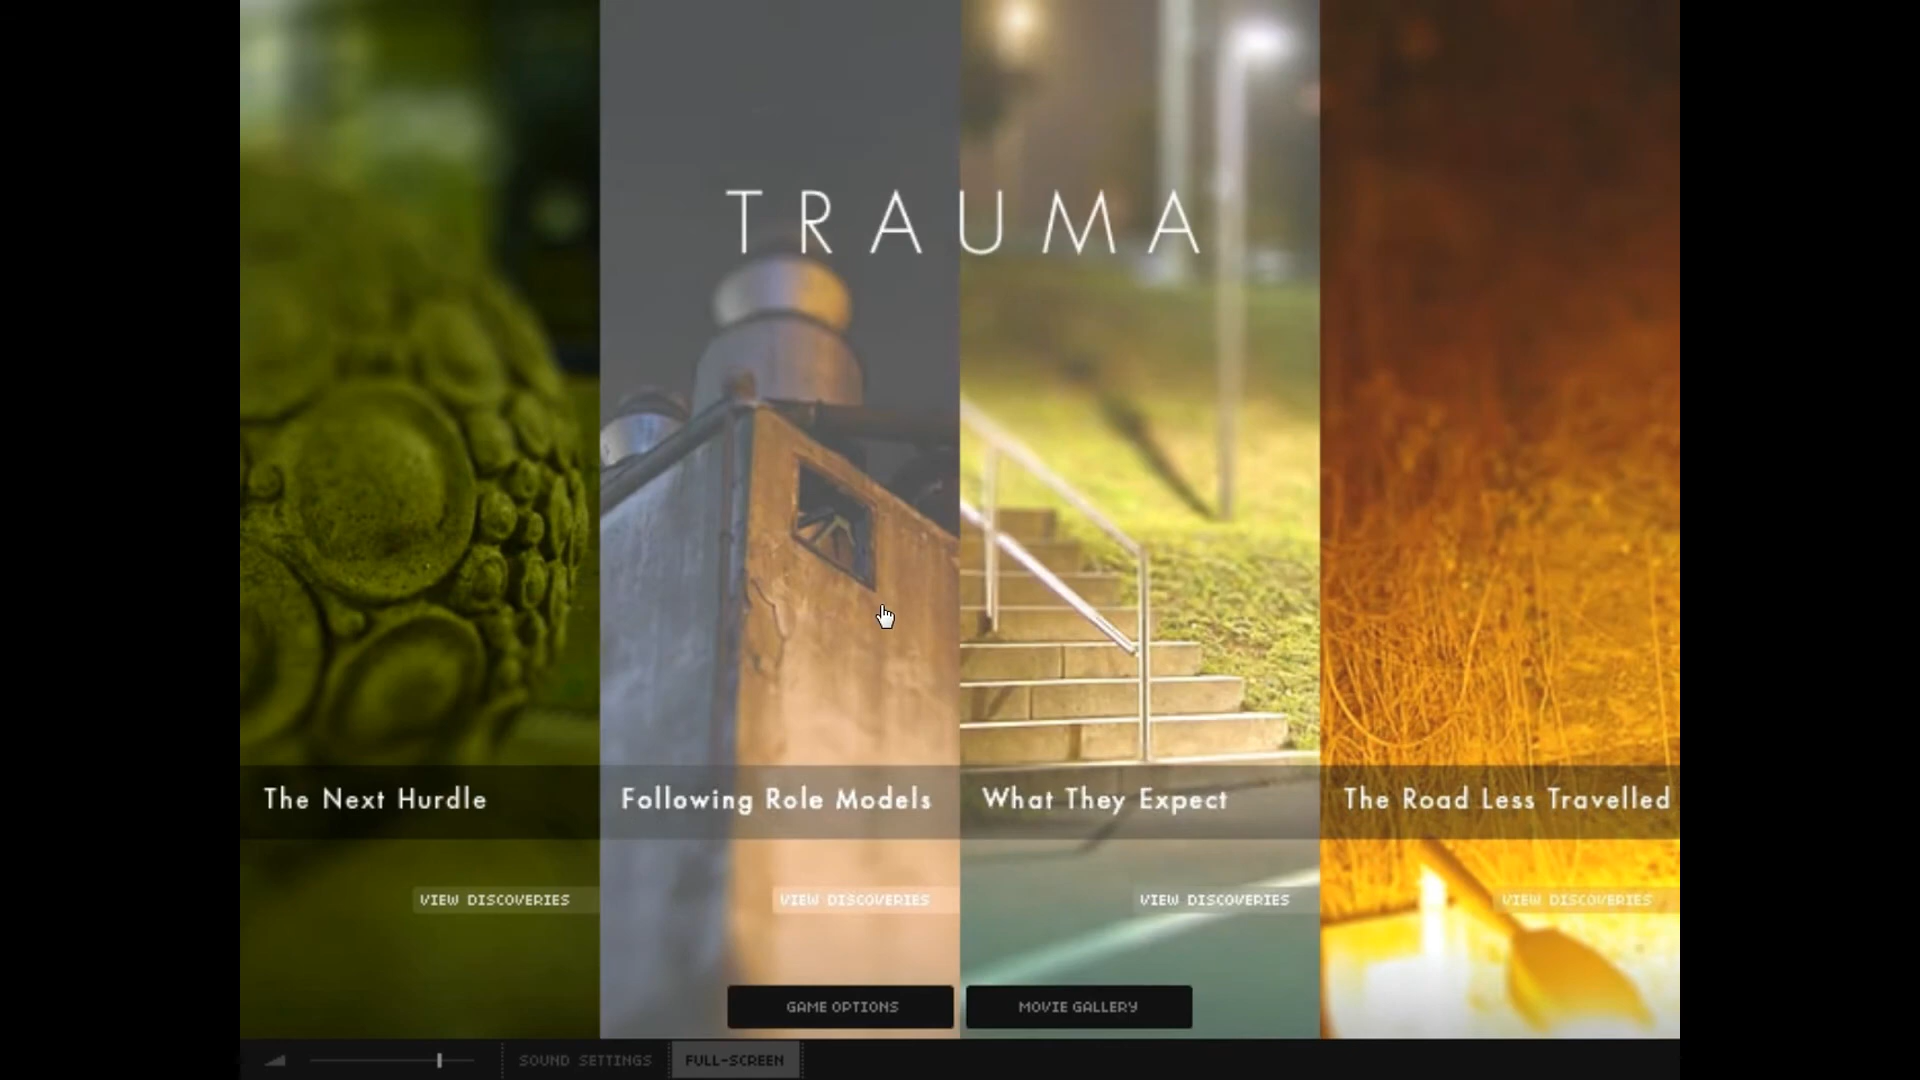 TRAUMA
The Next Hurdle
Following Role Models
What They Expect
The Road Less Travelled
VIEW DISCOVERIES
VIEW DISCOVERIES
VIEW DISCOVERIES
VIEW DISCOVERIES
GAME OPTIONS
MOVIE GALLERY
SOUND SETTINGS
FULL-SCREEN